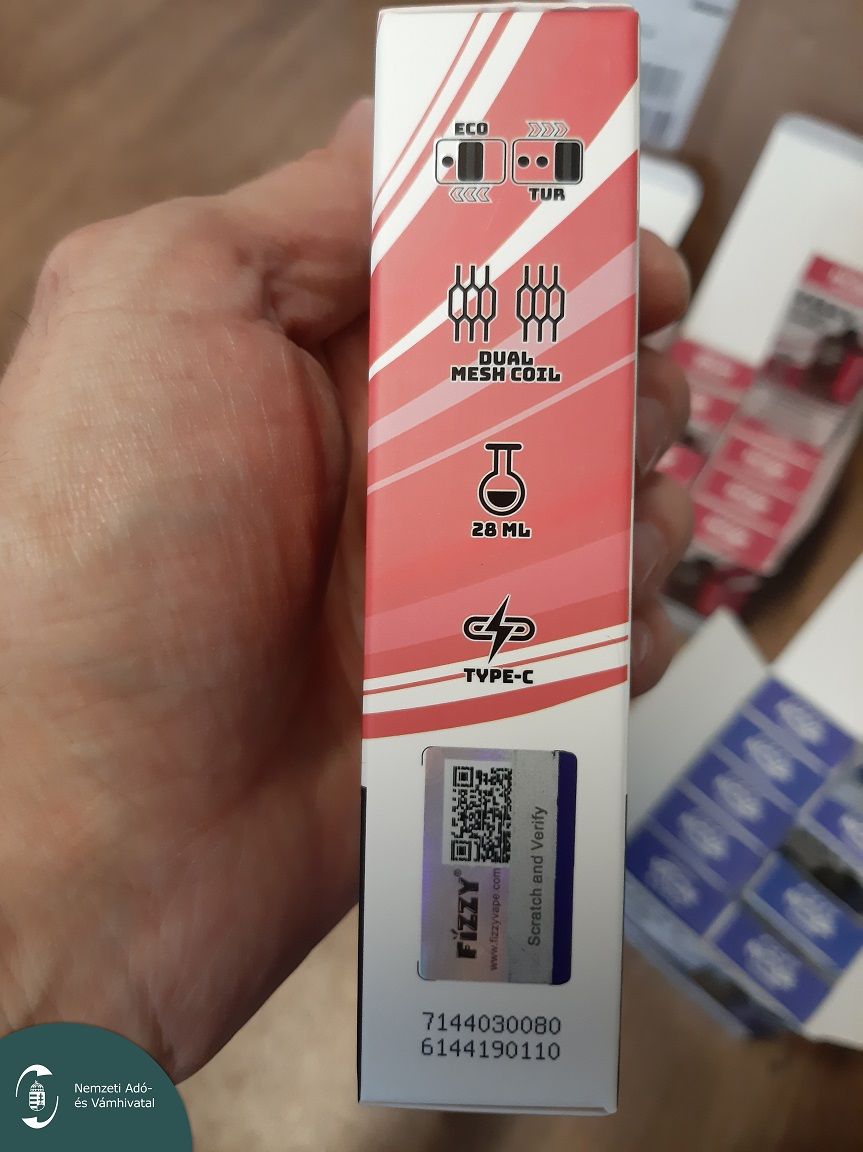 ECO
TUR
DUAL
MESH COIL
28 ML
TYPE-C
FIZZY®
www.fizzyvape.com
Scratch and Verify
7144030080
6144190110
Nemzeti Adó-
és Vámhivatal